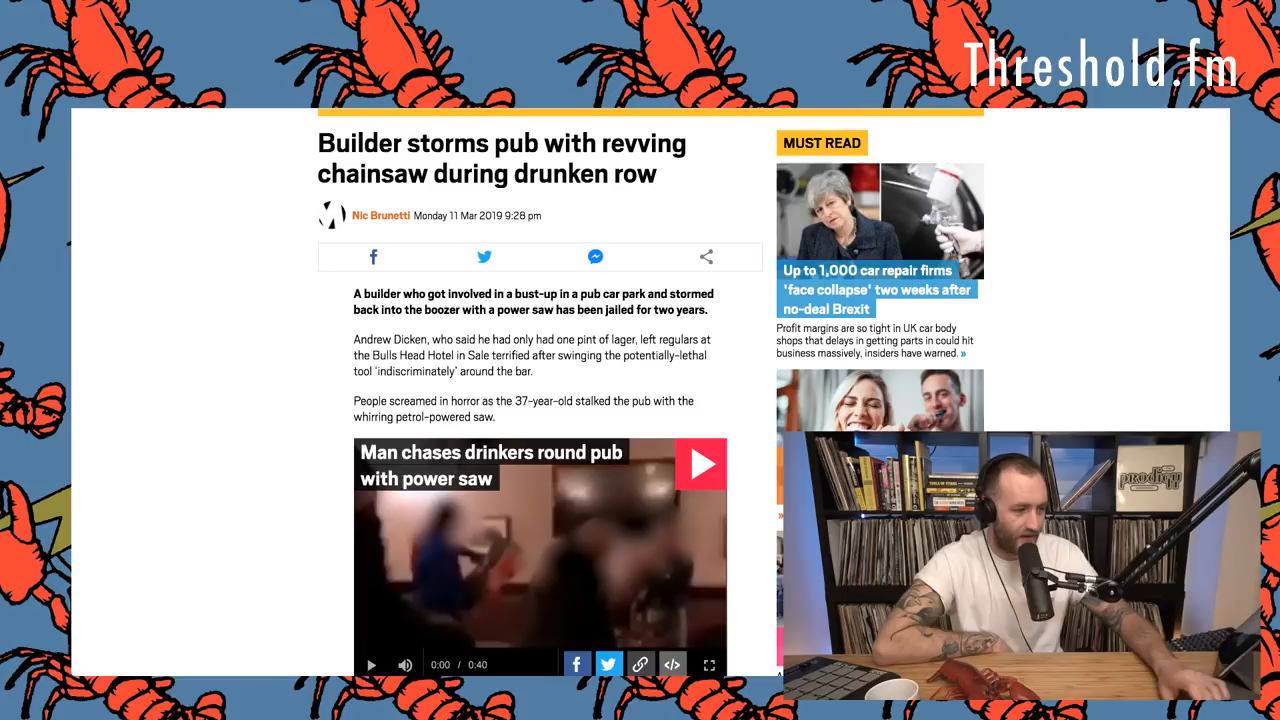 Threshold.fm
Builder storms pub with revving
chainsaw during drunken row
Nic Brunetti Monday 11 Mar 2019 9:28 pm
A builder who got involved in a bust-up in a pub car park and stormed
back into the boozer with a power saw has been jailed for two years.
Andrew Dicken, who said he had only had one pint of lager, left regulars at
the Bulls Head Hotel in Sale terrified after swinging the potentially-lethal
tool 'indiscriminately' around the bar.
People screamed in horror as the 37-year-old stalked the pub with the
whirring petrol-powered saw.
Man chases drinkers round pub
with power saw
0:00 / 0:40
MUST READ
Up to 1,000 car repair firms
'face collapse' two weeks after
no-deal Brexit
Profit margins are so tight in UK car body
shops that delays in getting parts in could hit
business massively, insiders have warned. »
prodigy